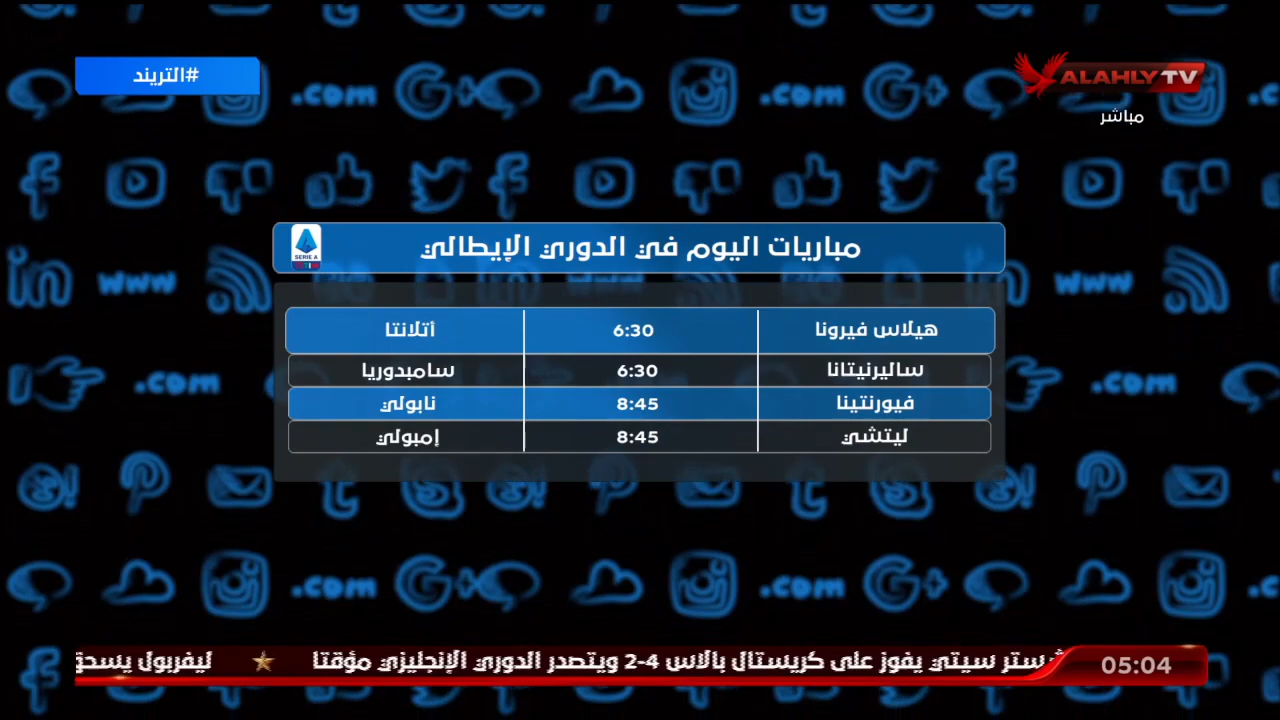 #التريند
ALAHLY TV
مباشر
مباريات اليوم في الدوري الإيطالي
SERIE A
هيلاس فيرونا 6:30 أتلانتا
ساليرنيتانا 6:30 سامبدوريا
فيورنتينا 8:45 نابولي
ليتشي 8:45 إمبولي
05:04
ستر سيتي يفوز على كريستال بالاس 4-2 ويتصدر الدوري الإنجليزي مؤقتا ليفربول